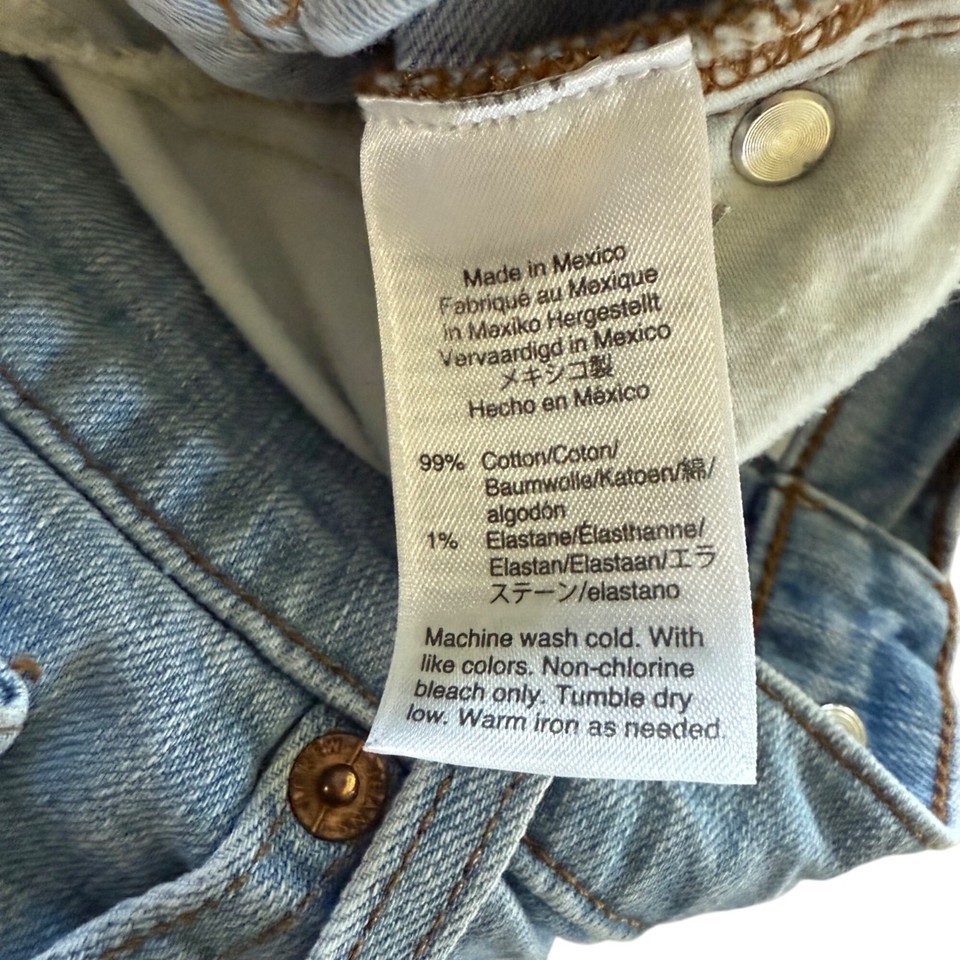 Made in Mexico
Fabriqué au Mexique
in Mexiko Hergestellt
Vervaardigd in Mexico
メキシコ製
Hecho en México
99% Cotton/Coton/
Baumwolle/Katoen/綿/
algodón
1% Elastane/Élasthanne/
Elastan/Elastaan/エラ
ステーン/elastano
Machine wash cold. With
like colors. Non-chlorine
bleach only. Tumble dry
low. Warm iron as needed.